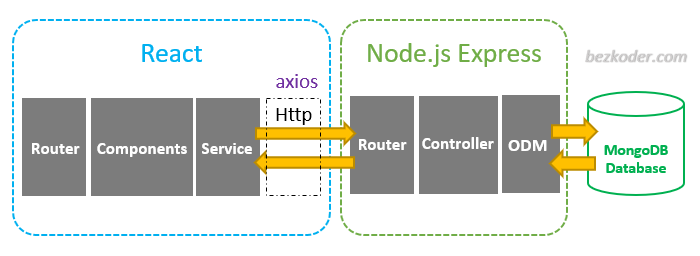 React
Node.js Express
bezkoder.com
axios
Http
Router
Components
Service
Router
Controller
ODM
MongoDB
Database